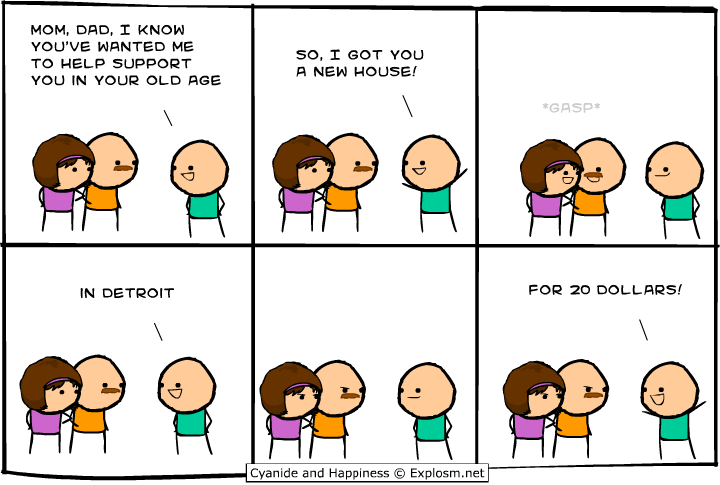 MOM, DAD, I KNOW
YOU'VE WANTED ME
TO HELP SUPPORT
YOU IN YOUR OLD AGE
SO, I GOT YOU
A NEW HOUSE!
*GASP*
IN DETROIT
FOR 20 DOLLARS!
Cyanide and Happiness © Explosm.net